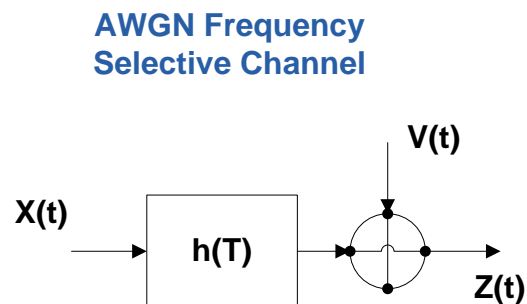 AWGN Frequency
Selective Channel
V(t)
X(t)
h(T)
Z(t)